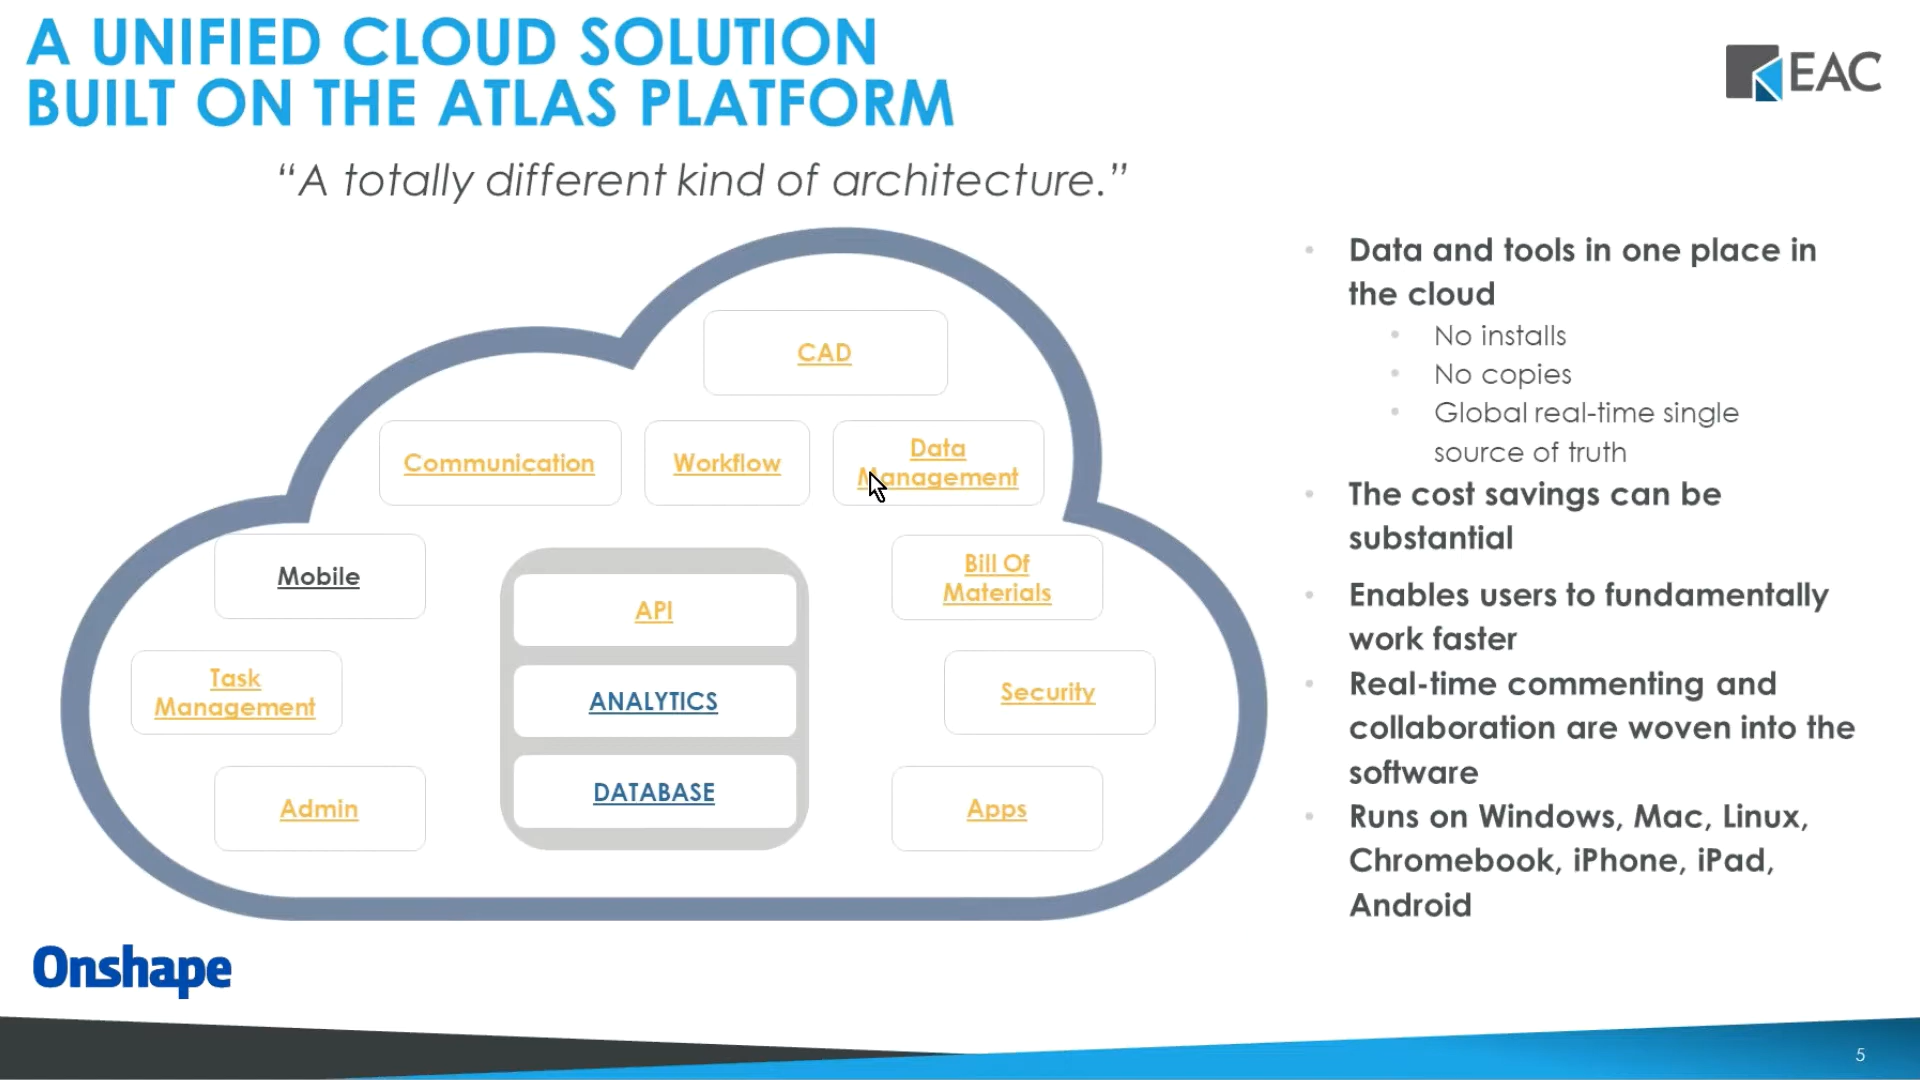 A UNIFIED CLOUD SOLUTION
BUILT ON THE ATLAS PLATFORM
EAC
“A totally different kind of architecture.”
CAD
Communication
Workflow
Data
Management
Mobile
Bill Of
Materials
API
Task
Management
ANALYTICS
Security
DATABASE
Admin
Apps
• Data and tools in one place in
the cloud
• No installs
• No copies
• Global real-time single
source of truth
• The cost savings can be
substantial
• Enables users to fundamentally
work faster
• Real-time commenting and
collaboration are woven into the
software
• Runs on Windows, Mac, Linux,
Chromebook, iPhone, iPad,
Android
Onshape
5